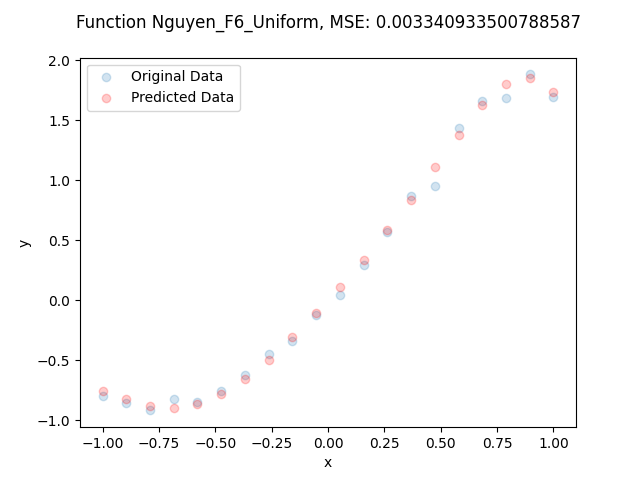 Function Nguyen_F6_Uniform, MSE: 0.003340933500788587
Original Data
Predicted Data
2.0
1.5
1.0
0.5
0.0
−0.5
−1.0
y
−1.00 −0.75 −0.50 −0.25 0.00 0.25 0.50 0.75 1.00
x